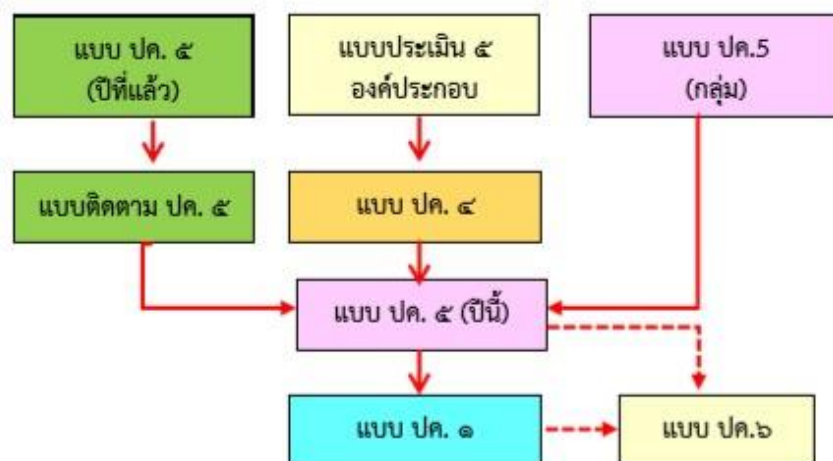 แบบ ปค. ๕
(ปีที่แล้ว)
แบบประเมิน ๕
องค์ประกอบ
แบบ ปค.5
(กลุ่ม)
แบบติดตาม ปค. ๕
แบบ ปค. ๔
แบบ ปค. ๕ (ปีนี้)
แบบ ปค. ๑
แบบ ปค.๖